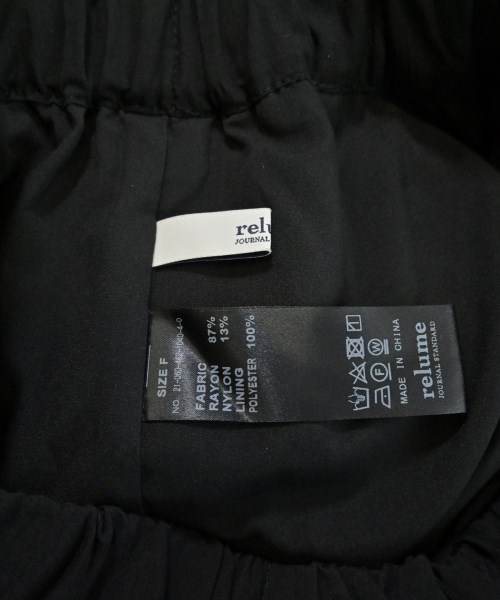 relu
JOURNAL
SIZE F
FABRIC
RAYON 87%
NYLON 13%
LINING
POLYESTER 100%
MADE IN CHINA
relume
JOURNAL STANDARD